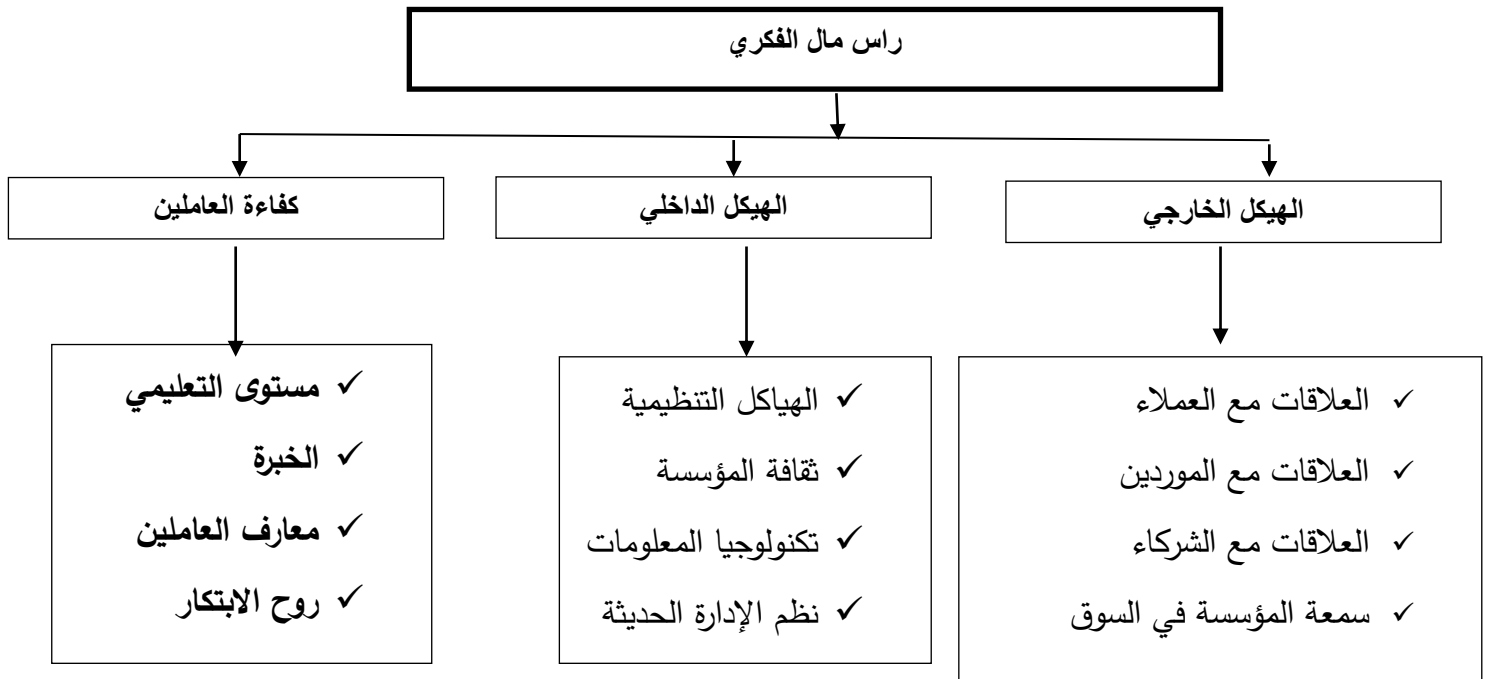 راس مال الفكري
الهيكل الخارجي
الهيكل الداخلي
كفاءة العاملين
✓ العلاقات مع العملاء
✓ العلاقات مع الموردين
✓ العلاقات مع الشركاء
✓ سمعة المؤسسة في السوق
✓ الهياكل التنظيمية
✓ ثقافة المؤسسة
✓ تكنولوجيا المعلومات
✓ نظم الإدارة الحديثة
✓ مستوى التعليمي
✓ الخبرة
✓ معارف العاملين
✓ روح الابتكار